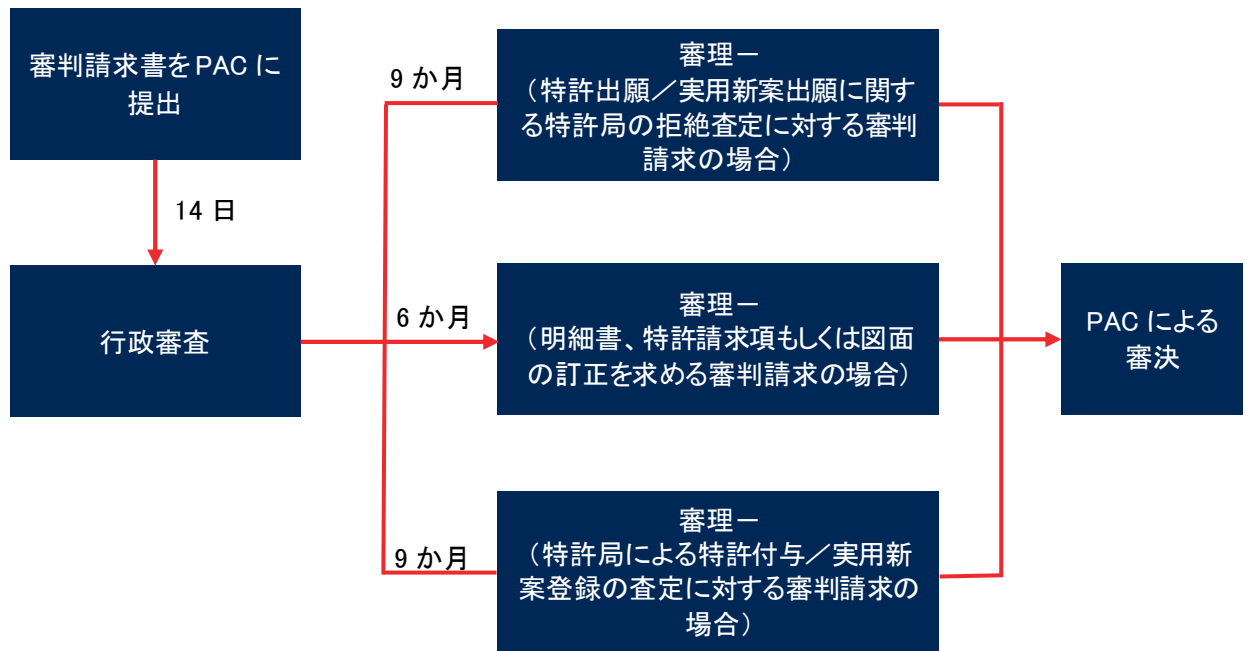 審判請求書をPACに
提出
14 日
行政審査
9 か月
審理－
（特許出願／実用新案出願に関す
る特許局の拒絶査定に対する審判
請求の場合）
6 か月
審理－
（明細書、特許請求項もしくは図面
の訂正を求める審判請求の場合）
9 か月
審理－
（特許局による特許付与／実用新
案登録の査定に対する審判請求の
場合）
PACによる
審決